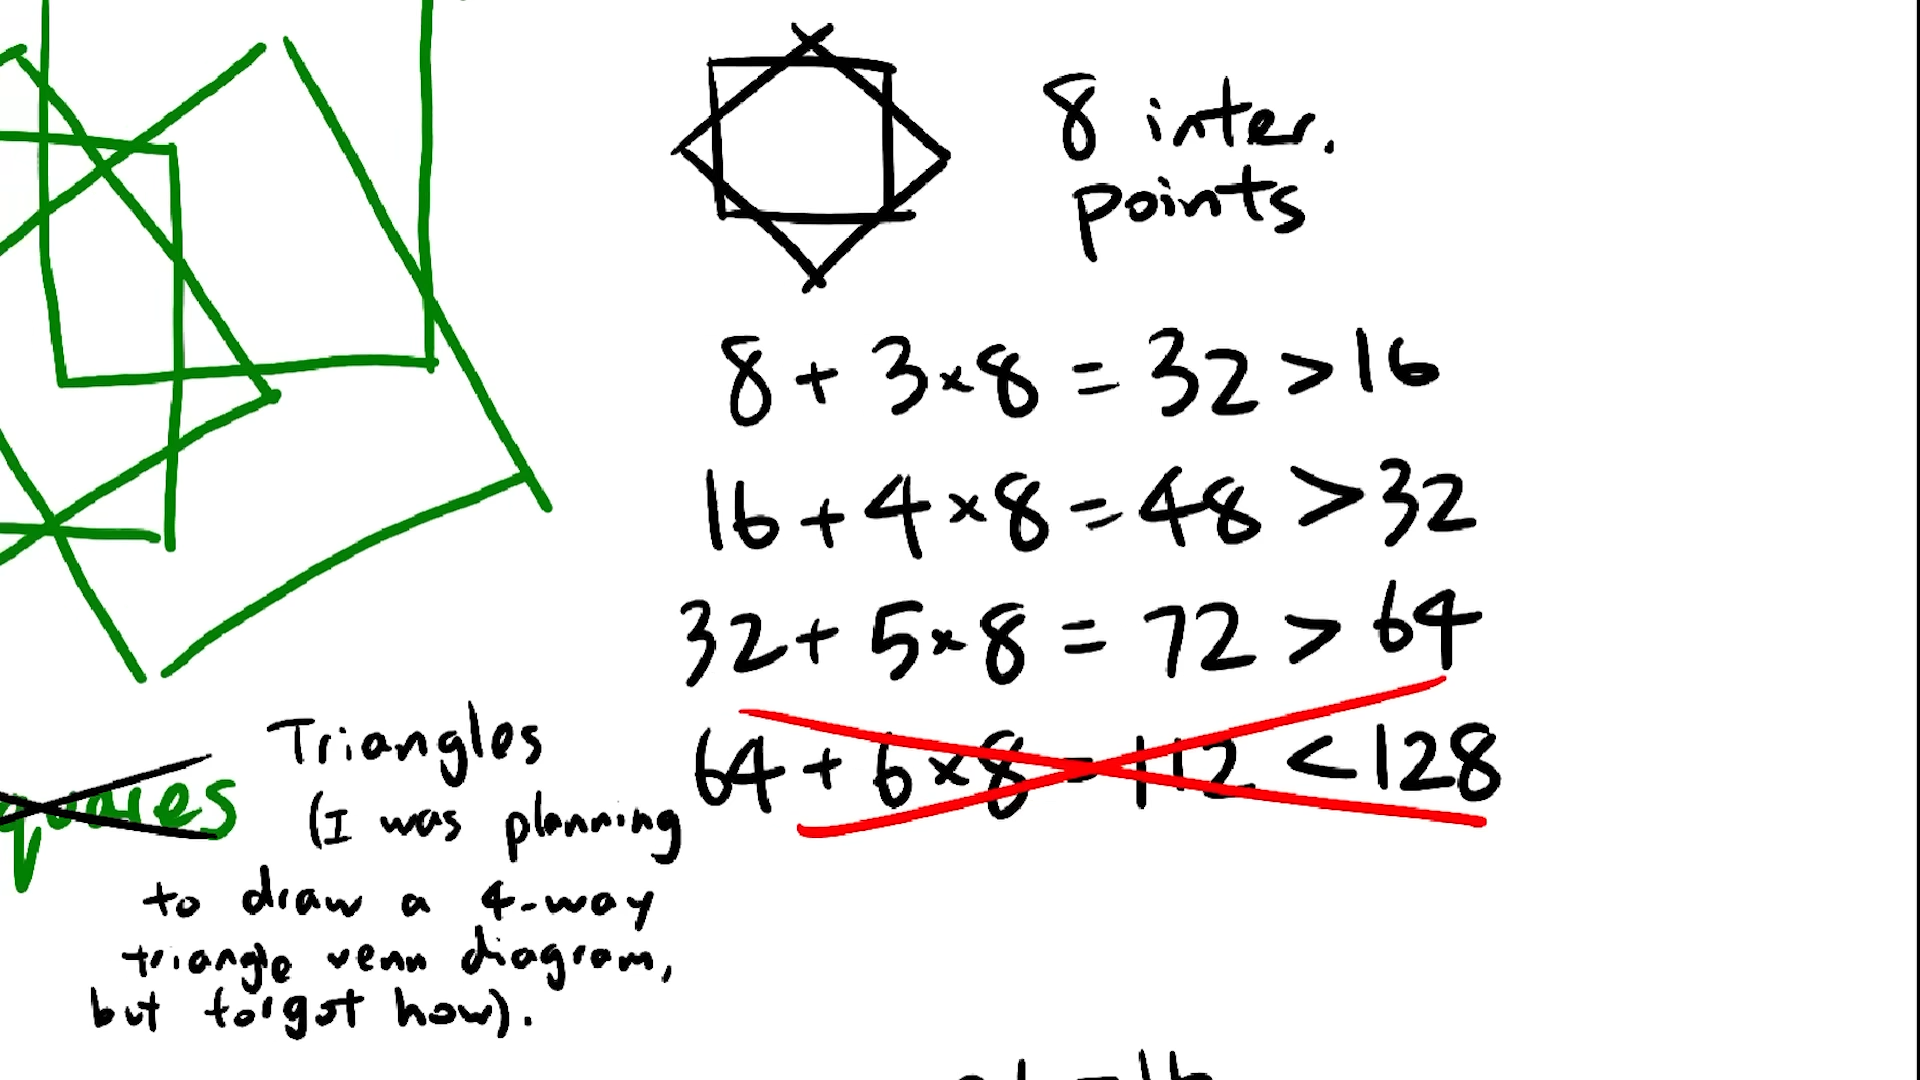 8 inter.
points
8 + 3×8 = 32 > 16
16 + 4×8 = 48 > 32
32 + 5×8 = 72 > 64
64 + 6×8 = 112 < 128
Triangles
(I was planning
to draw a 4-way
triangle venn diagram,
but forgot how).